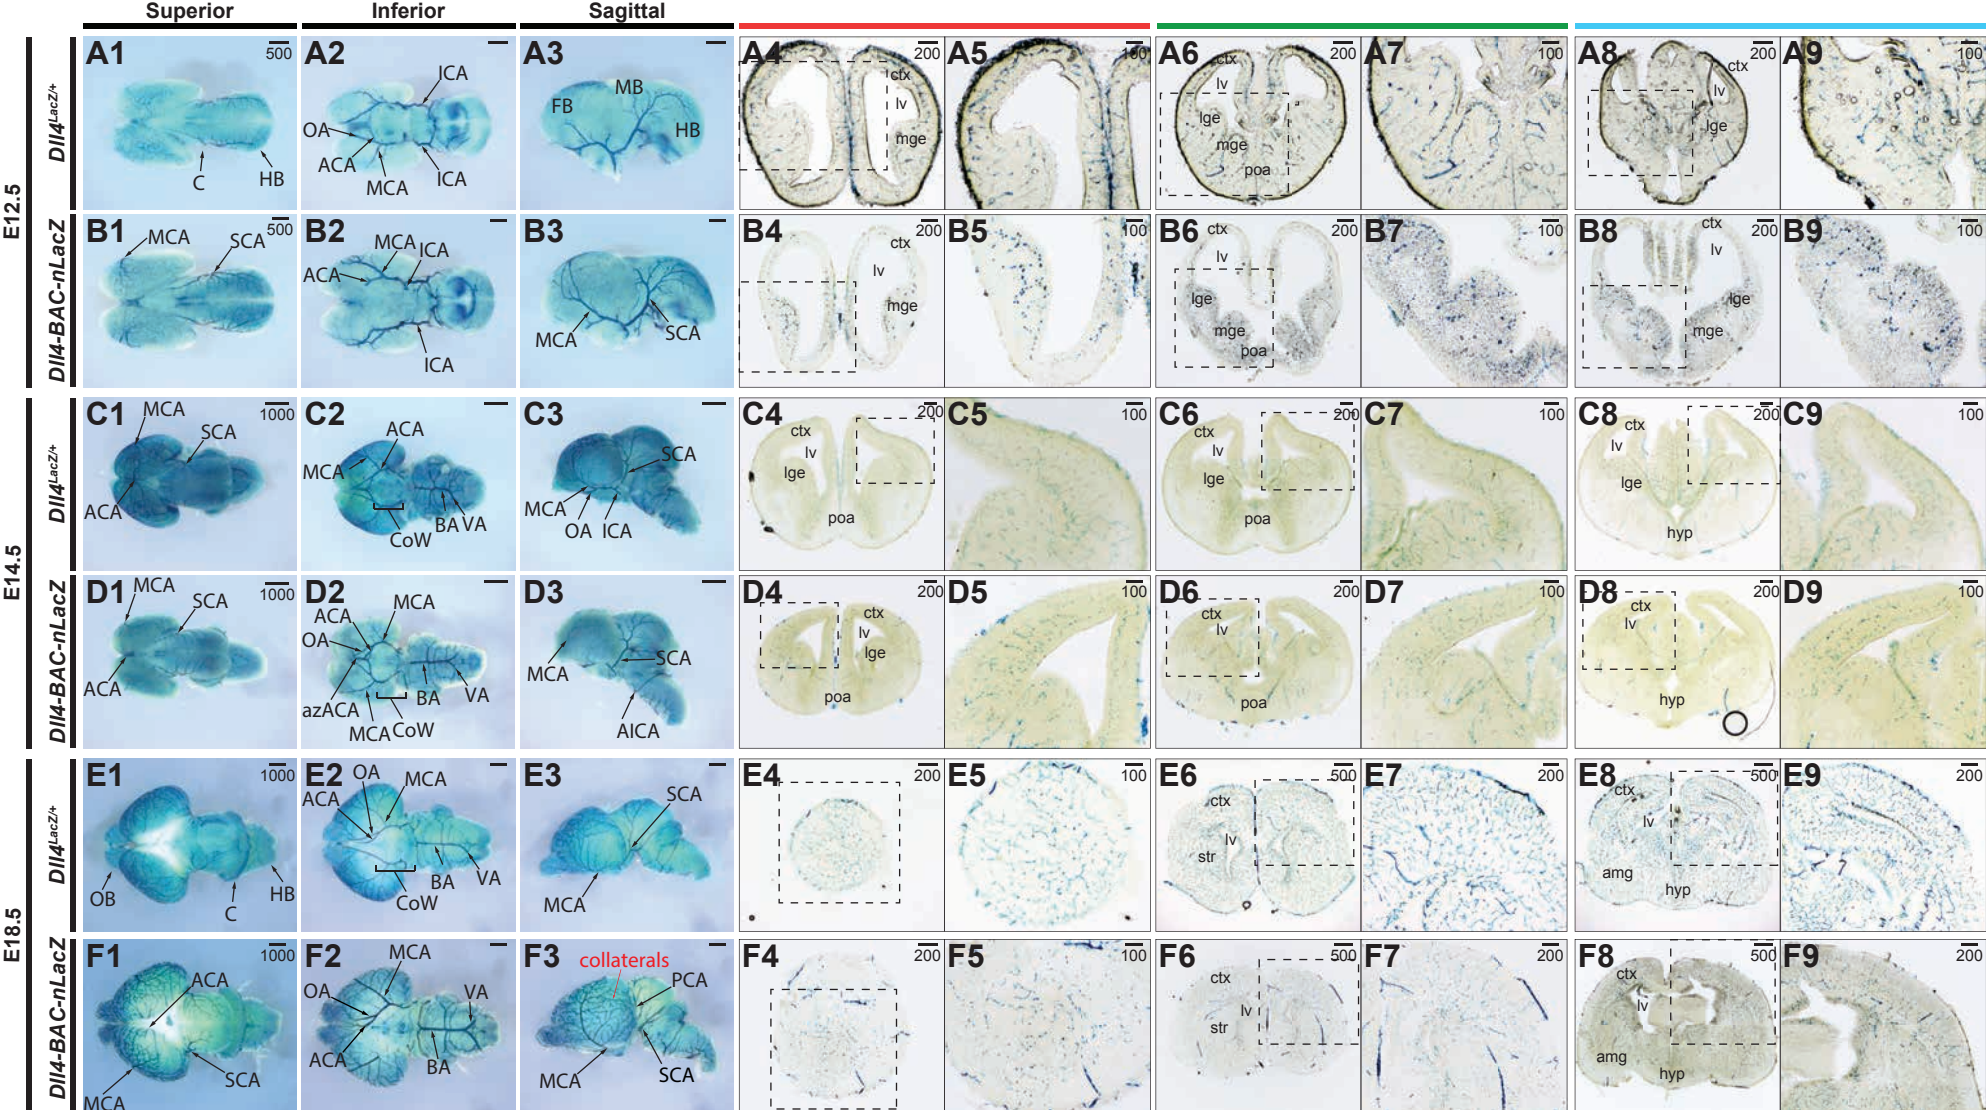 Superior Inferior Sagittal
E12.5
Dll4LacZ/+
A1 500 C HB
A2 ICA OA ACA MCA ICA
A3 FB MB HB
A4 200 ctx lv mge
A5 100
A6 200 ctx lv lge mge poa
A7 100
A8 200 ctx lv lge
A9 100
Dll4-BAC-nLacZ
B1 500 MCA SCA
B2 MCA ICA ACA ICA
B3 MCA SCA
B4 200 ctx lv mge
B5 100
B6 200 ctx lv lge mge poa
B7 100
B8 200 ctx lv lge mge
B9 100
E14.5
Dll4LacZ/+
C1 1000 MCA SCA ACA
C2 ACA MCA BA VA CoW
C3 SCA MCA OA ICA
C4 200 ctx lv lge poa
C5 100
C6 200 ctx lv lge poa
C7 100
C8 200 ctx lv lge hyp
C9 100
Dll4-BAC-nLacZ
D1 1000 MCA SCA ACA
D2 ACA MCA OA azACA BA VA MCA CoW
D3 MCA SCA AICA
D4 200 ctx lv lge poa
D5 100
D6 200 ctx lv poa
D7 100
D8 200 ctx lv hyp
D9 100
E18.5
Dll4LacZ/+
E1 1000 OB C HB
E2 OA MCA ACA BA VA CoW
E3 SCA MCA
E4 200
E5 100
E6 500 ctx lv str
E7 200
E8 500 ctx lv amg hyp
E9 200
Dll4-BAC-nLacZ
F1 1000 ACA SCA MCA
F2 MCA OA VA ACA BA
F3 collaterals PCA MCA SCA
F4 200
F5 100
F6 500 ctx lv str
F7 200
F8 500 ctx lv amg hyp
F9 200